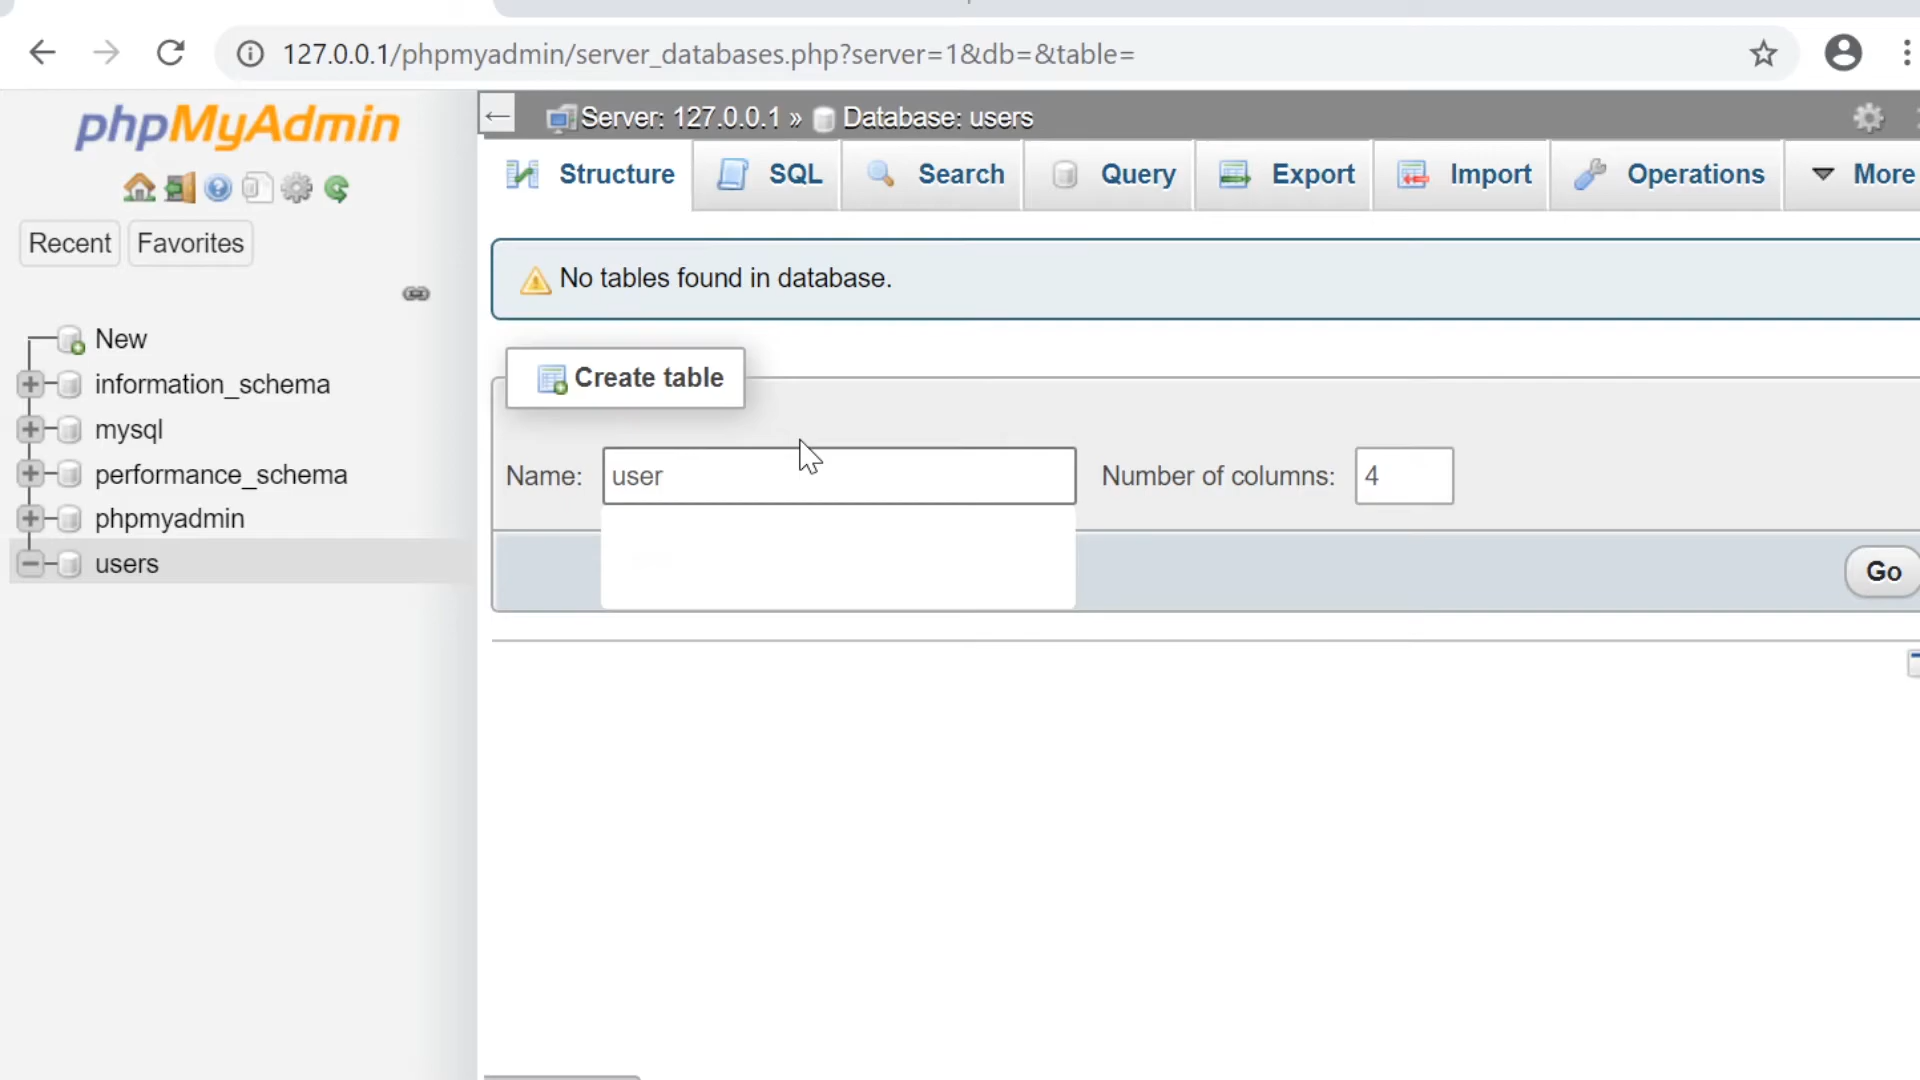 127.0.0.1/phpmyadmin/server_databases.php?server=1&db=&table=
phpMyAdmin
Recent Favorites
New
information_schema
mysql
performance_schema
phpmyadmin
users
Server: 127.0.0.1 » Database: users
Structure SQL Search Query Export Import Operations More
No tables found in database.
Create table
Name: user Number of columns: 4
Go